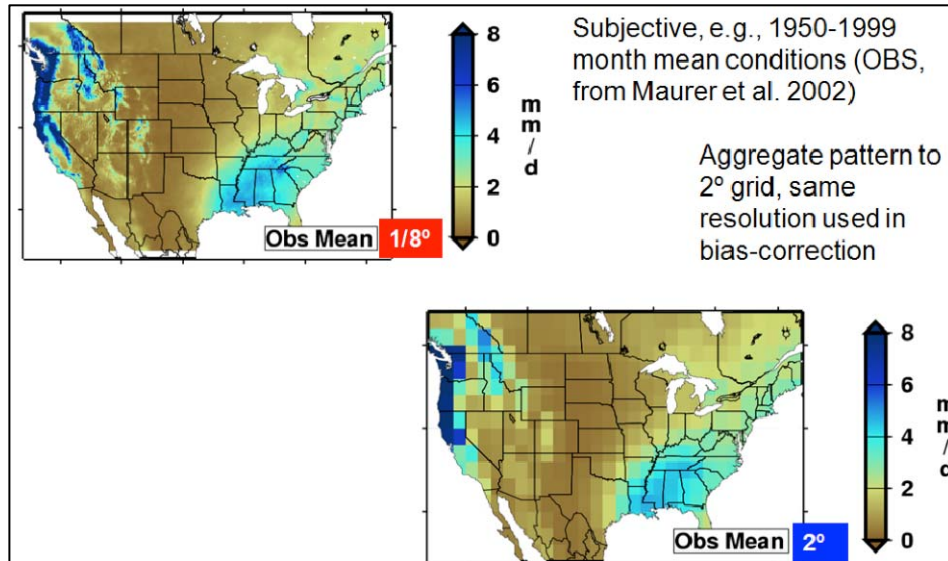 8
6
4
2
0
m
m
/
d
Obs Mean 1/8º
Subjective, e.g., 1950-1999
month mean conditions (OBS,
from Maurer et al. 2002)
Aggregate pattern to
2º grid, same
resolution used in
bias-correction
8
6
4
2
0
m
m
/
d
Obs Mean 2º